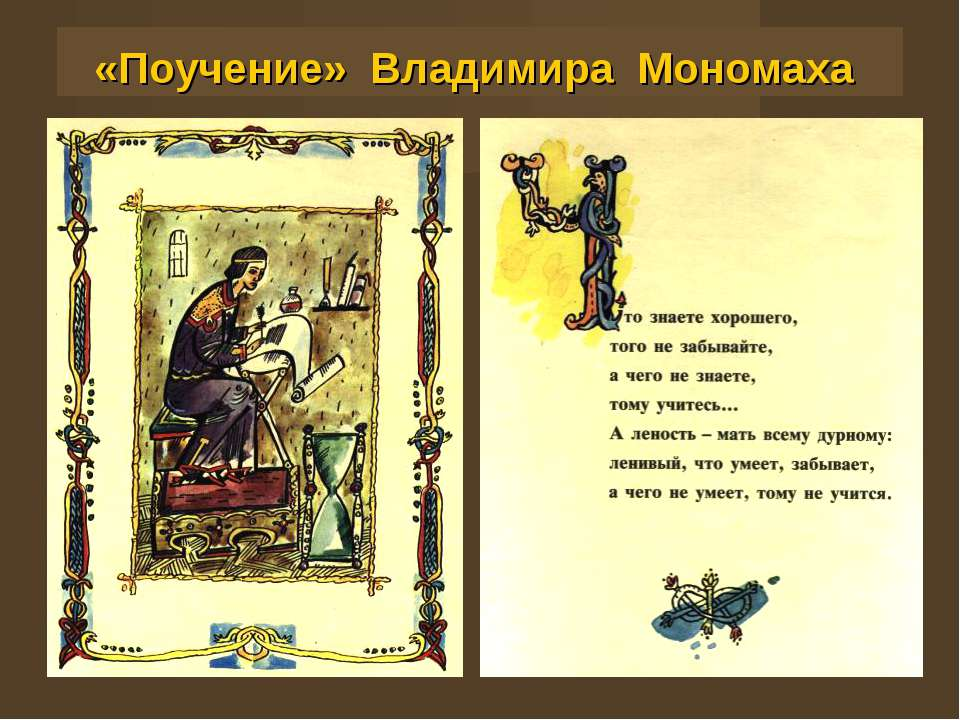 «Поучение» Владимира Мономаха
Что знаете хорошего,
того не забывайте,
а чего не знаете,
тому учитесь...
А леность – мать всему дурному:
ленивый, что умеет, забывает,
а чего не умеет, тому не учится.